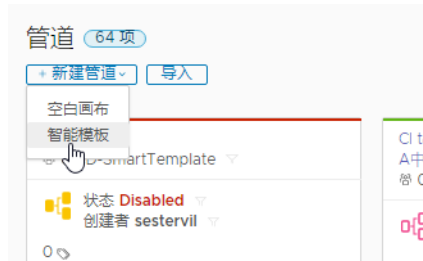 管道 64 项
+ 新建管道 导入
空白画布
智能模板
D-SmartTemplate
状态 Disabled
创建者 sestervil
0
CI t
A中